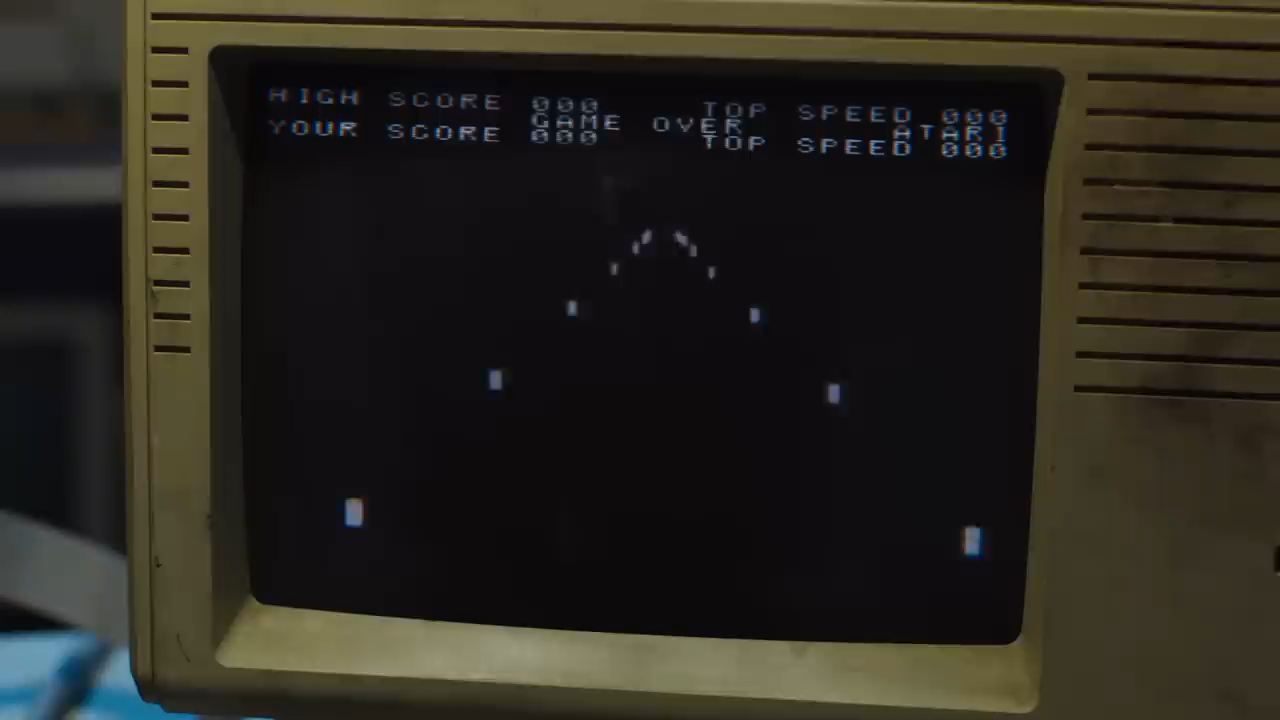 HIGH SCORE 000 TOP SPEED 000
GAME OVER ATARI
YOUR SCORE 000 TOP SPEED 000